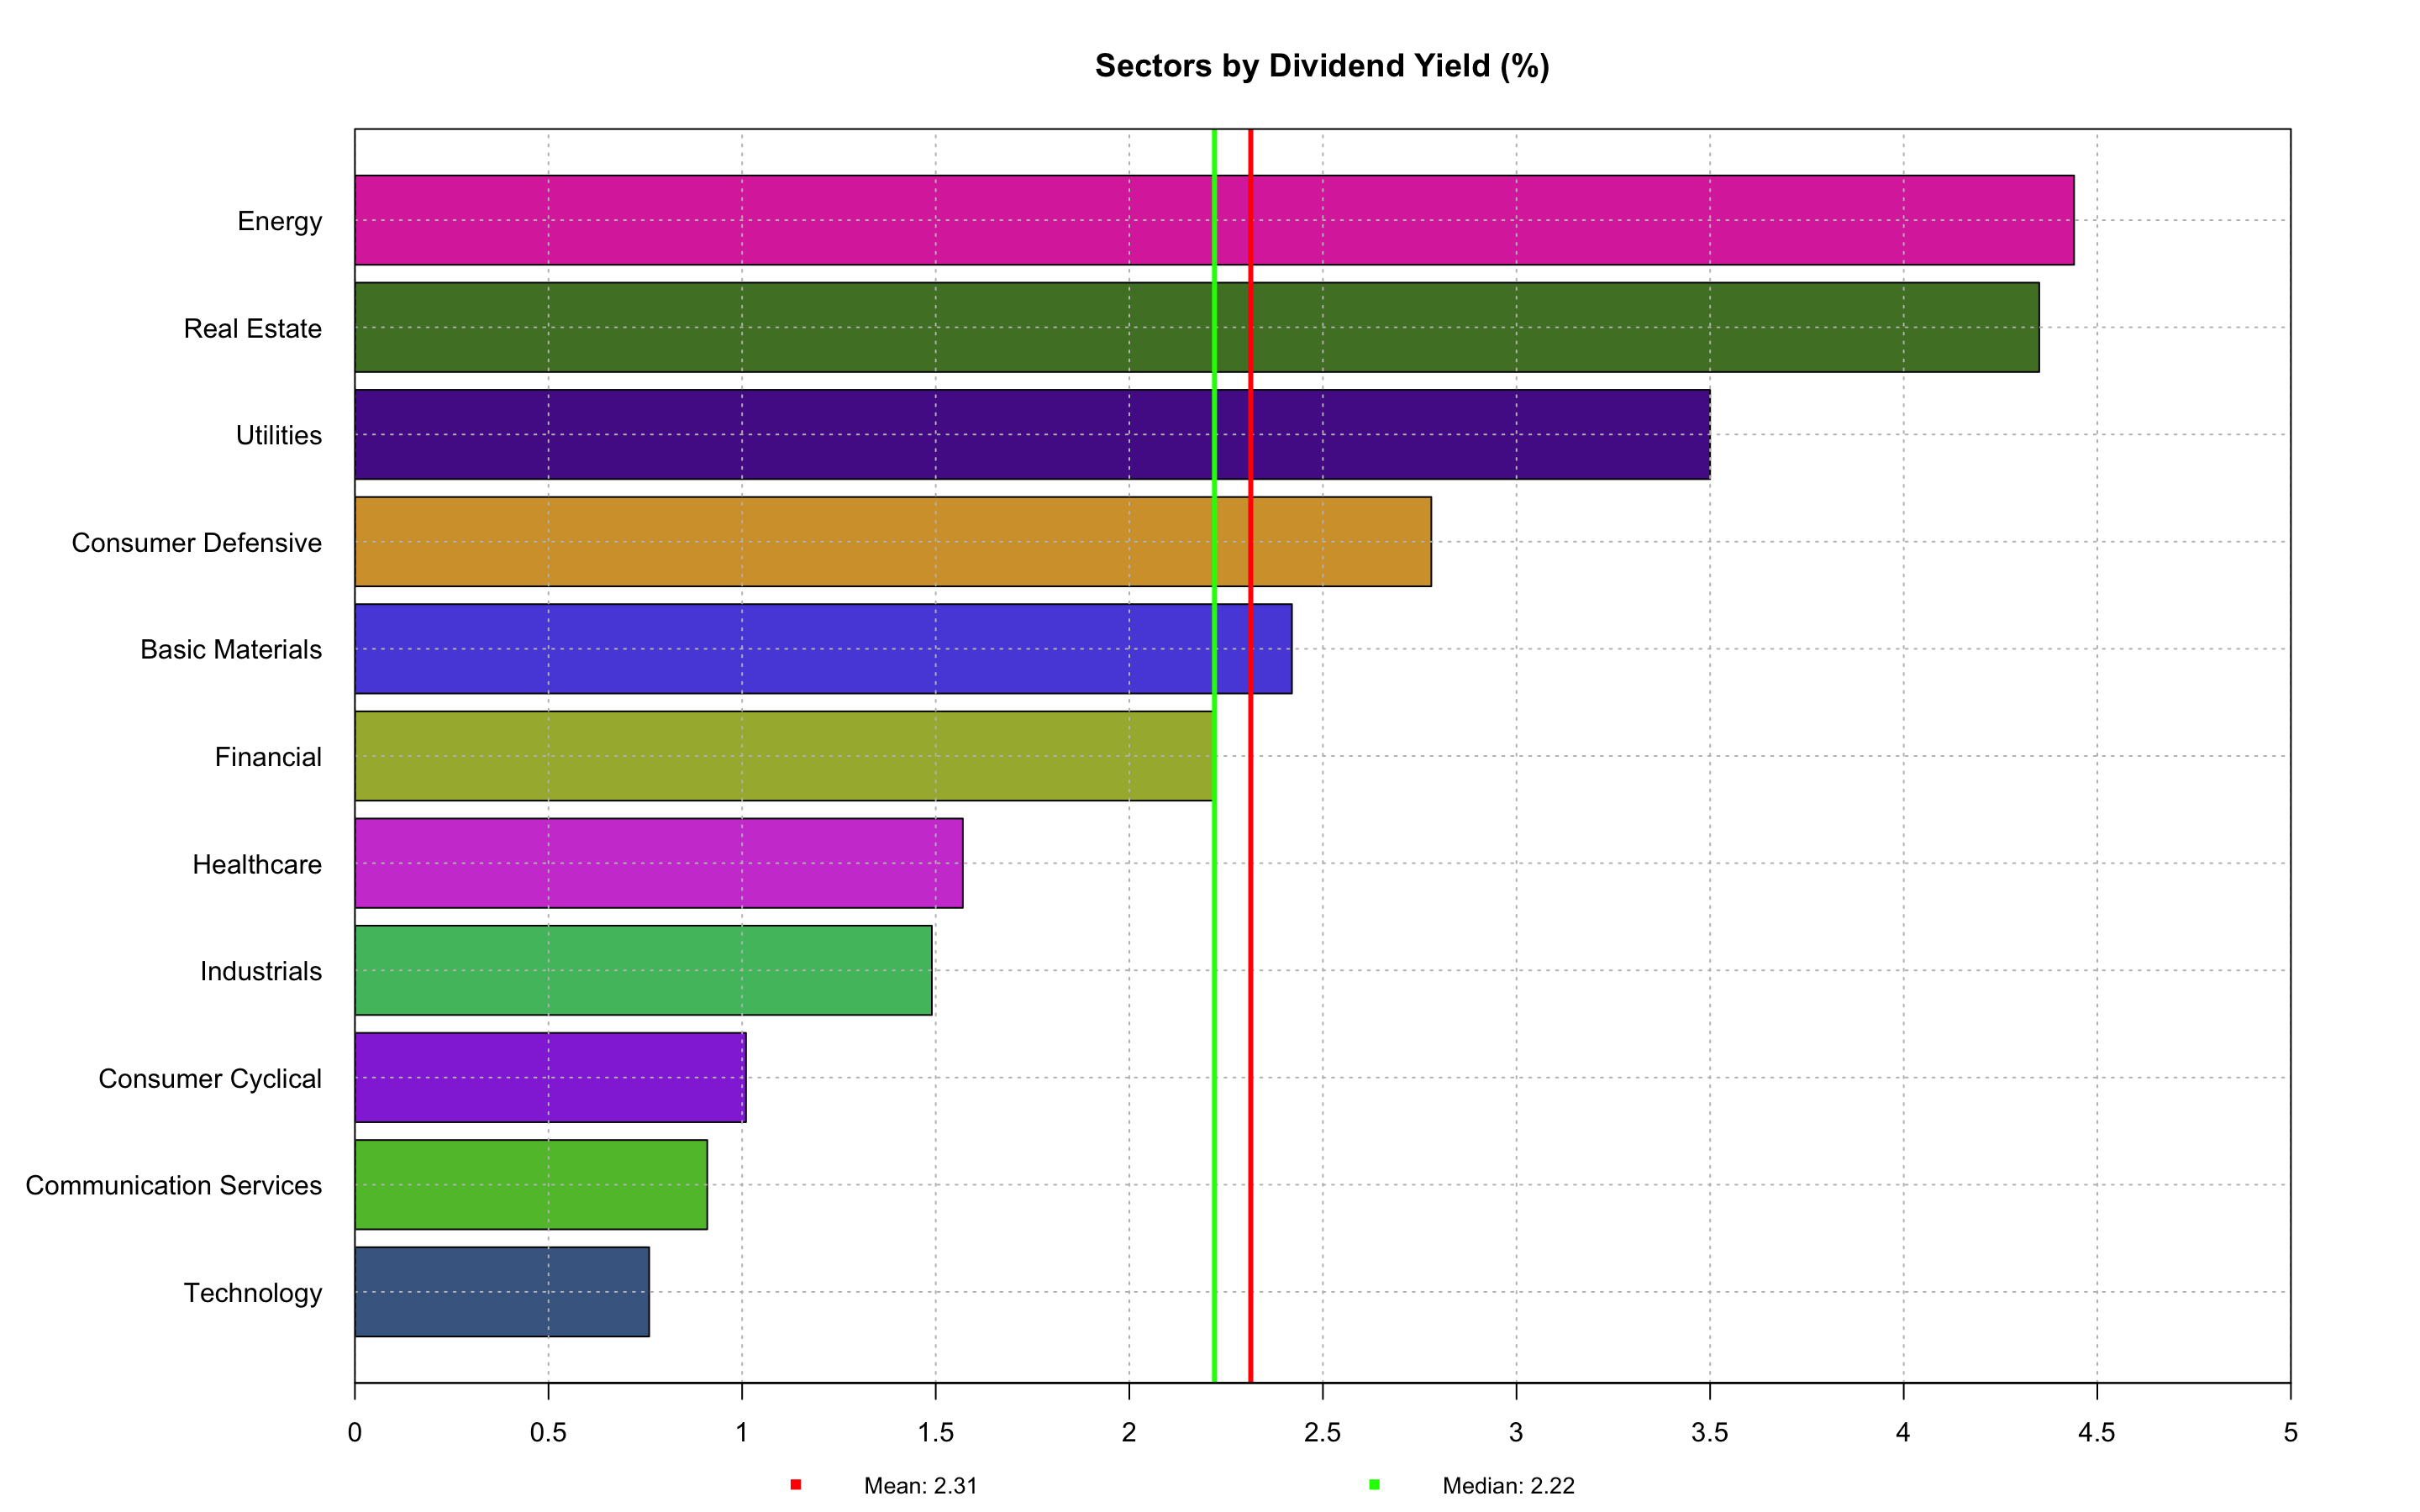 Sectors by Dividend Yield (%)
Energy
Real Estate
Utilities
Consumer Defensive
Basic Materials
Financial
Healthcare
Industrials
Consumer Cyclical
Communication Services
Technology
0 0.5 1 1.5 2 2.5 3 3.5 4 4.5 5
Mean: 2.31 Median: 2.22